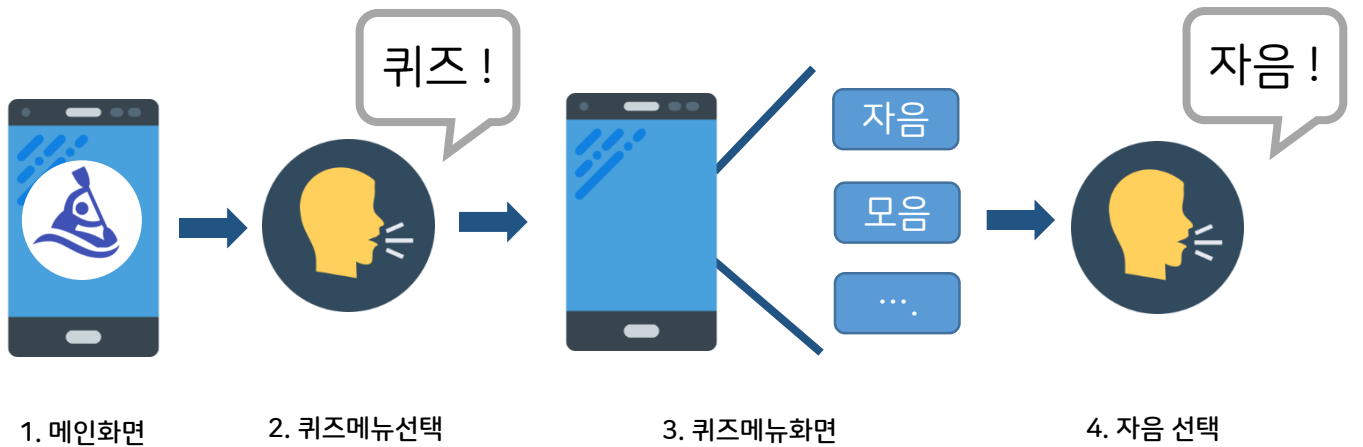 퀴즈 !
자음 !
자음
모음
….
1. 메인화면
2. 퀴즈메뉴선택
3. 퀴즈메뉴화면
4. 자음 선택